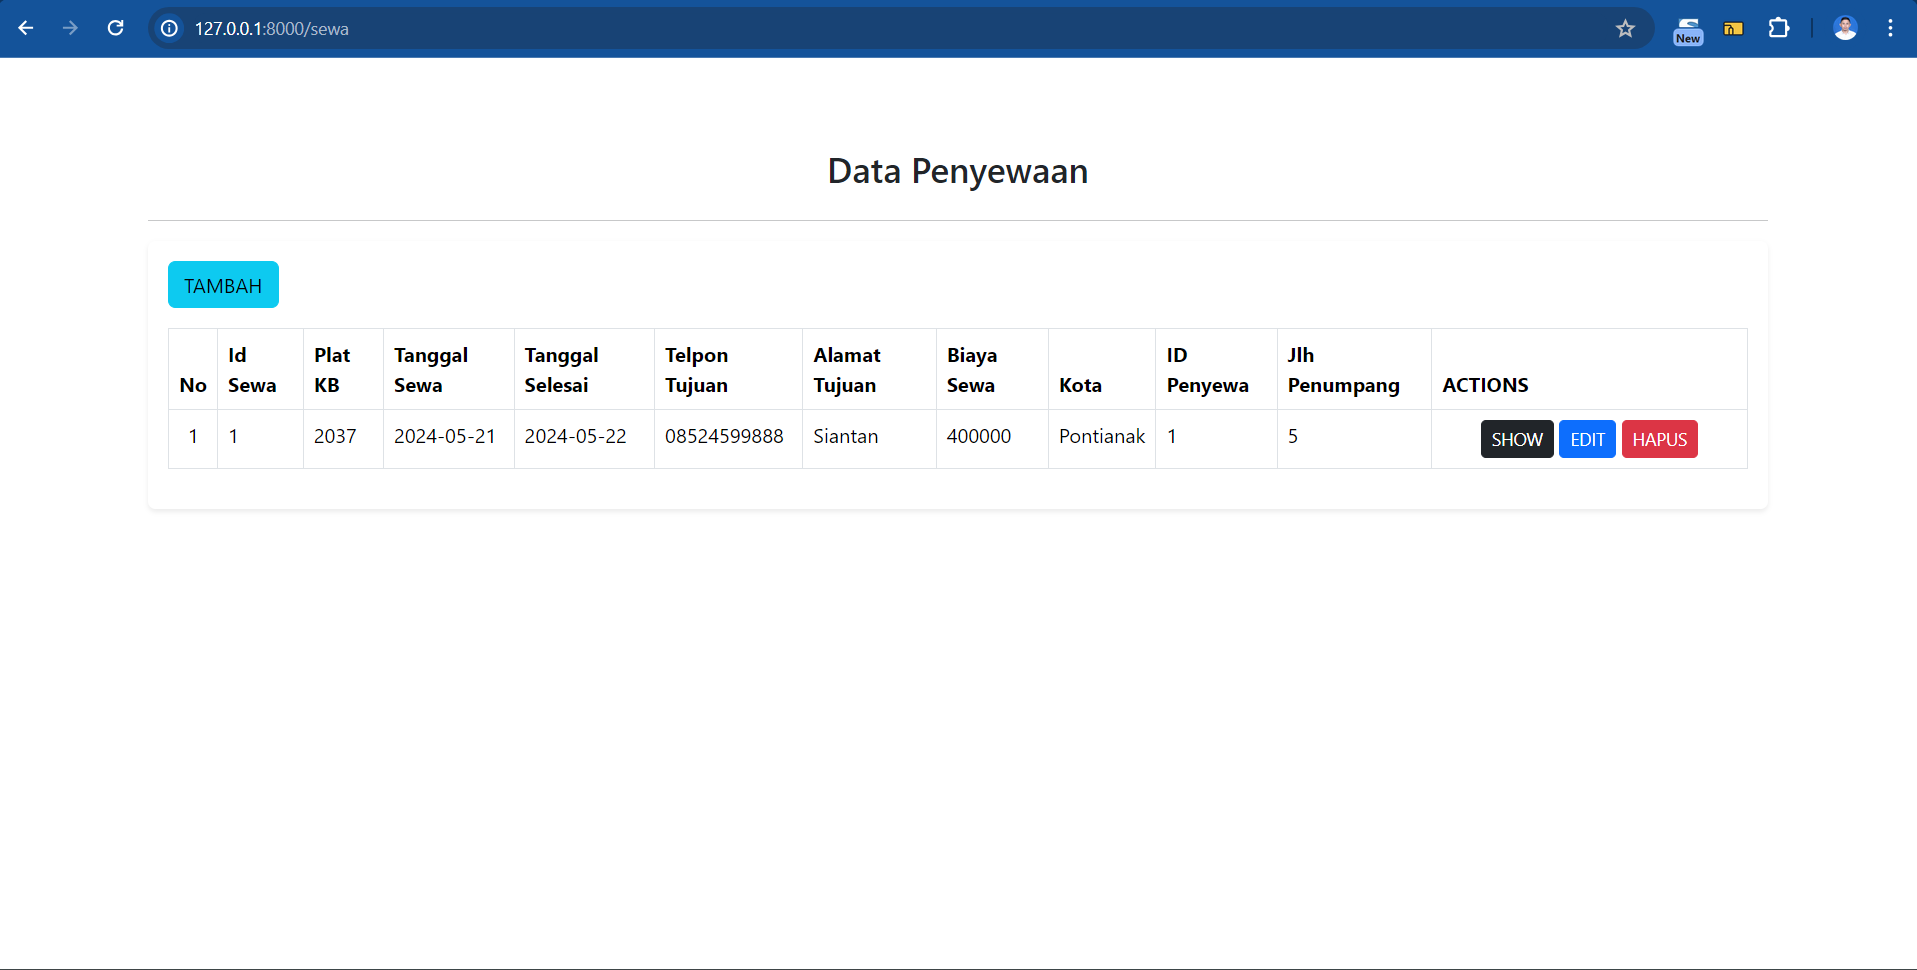 127.0.0.1:8000/sewa
New
Data Penyewaan
TAMBAH
No Id Sewa Plat KB Tanggal Sewa Tanggal Selesai Telpon Tujuan Alamat Tujuan Biaya Sewa Kota ID Penyewa Jlh Penumpang ACTIONS
1 1 2037 2024-05-21 2024-05-22 08524599888 Siantan 400000 Pontianak 1 5 SHOW EDIT HAPUS